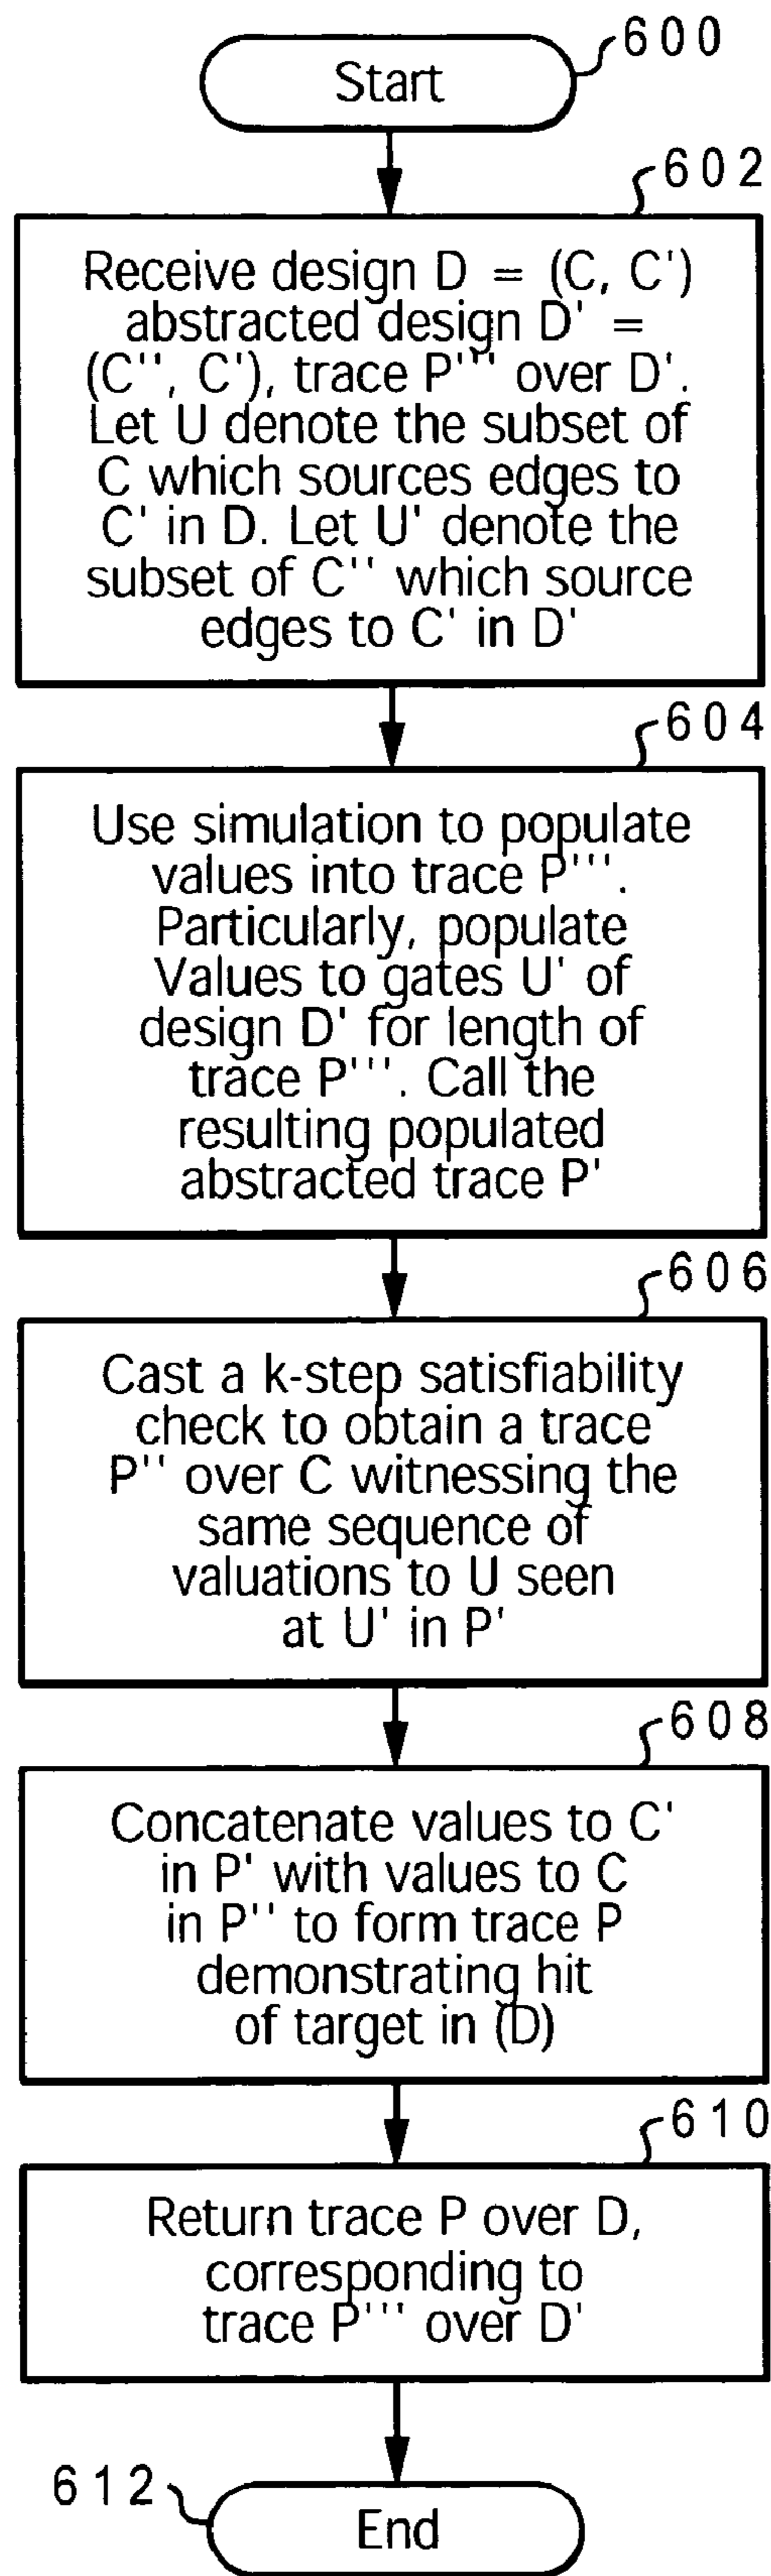 600
Start
602
Receive design D = (C, C')
abstracted design D' =
(C'', C'), trace P''' over D'.
Let U denote the subset of
C which sources edges to
C' in D. Let U' denote the
subset of C'' which source
edges to C' in D'
604
Use simulation to populate
values into trace P'''.
Particularly, populate
Values to gates U' of
design D' for length of
trace P'''. Call the
resulting populated
abstracted trace P'
606
Cast a k-step satisfiability
check to obtain a trace
P'' over C witnessing the
same sequence of
valuations to U seen
at U' in P'
608
Concatenate values to C'
in P' with values to C
in P'' to form trace P
demonstrating hit
of target in (D)
610
Return trace P over D,
corresponding to
trace P''' over D'
612
End